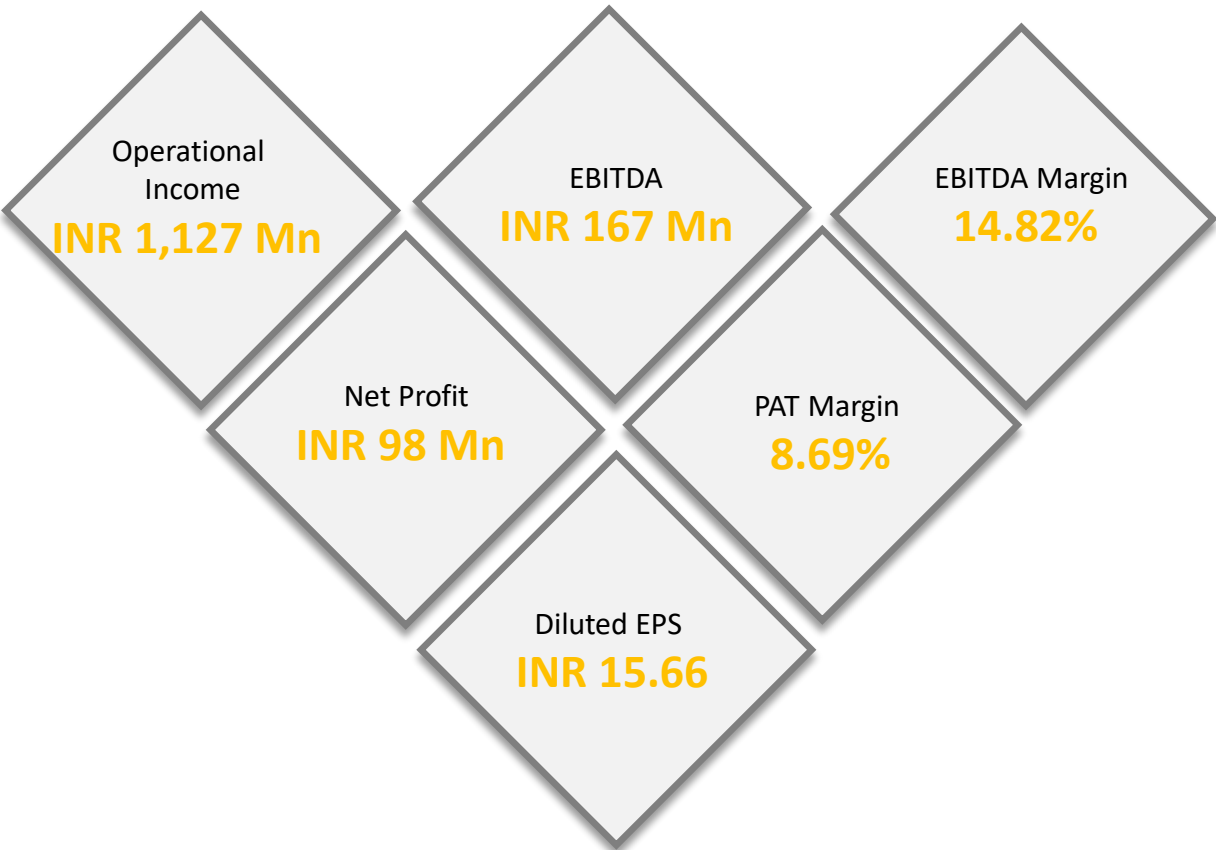 Operational
Income
INR 1,127 Mn
EBITDA
INR 167 Mn
EBITDA Margin
14.82%
Net Profit
INR 98 Mn
PAT Margin
8.69%
Diluted EPS
INR 15.66